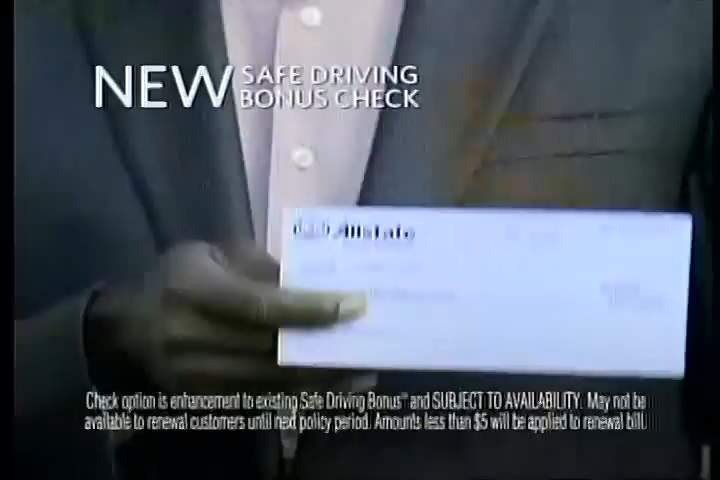 NEW SAFE DRIVING
BONUS CHECK
Allstate
Check option is enhancement to existing Safe Driving Bonus and SUBJECT TO AVAILABILITY. May not be
available to renewal customers until next policy period. Amounts less than $5 will be applied to renewal bill.